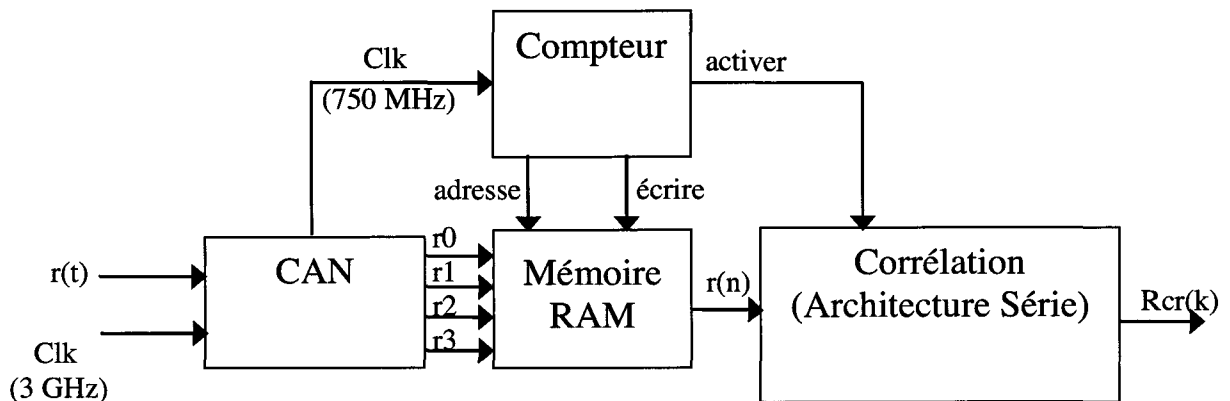 Compteur
Clk
(750 MHz)
activer
adresse
écrire
r(t)
Clk
(3 GHz)
CAN
r0
r1
r2
r3
Mémoire
RAM
r(n)
Corrélation
(Architecture Série)
Rcr(k)